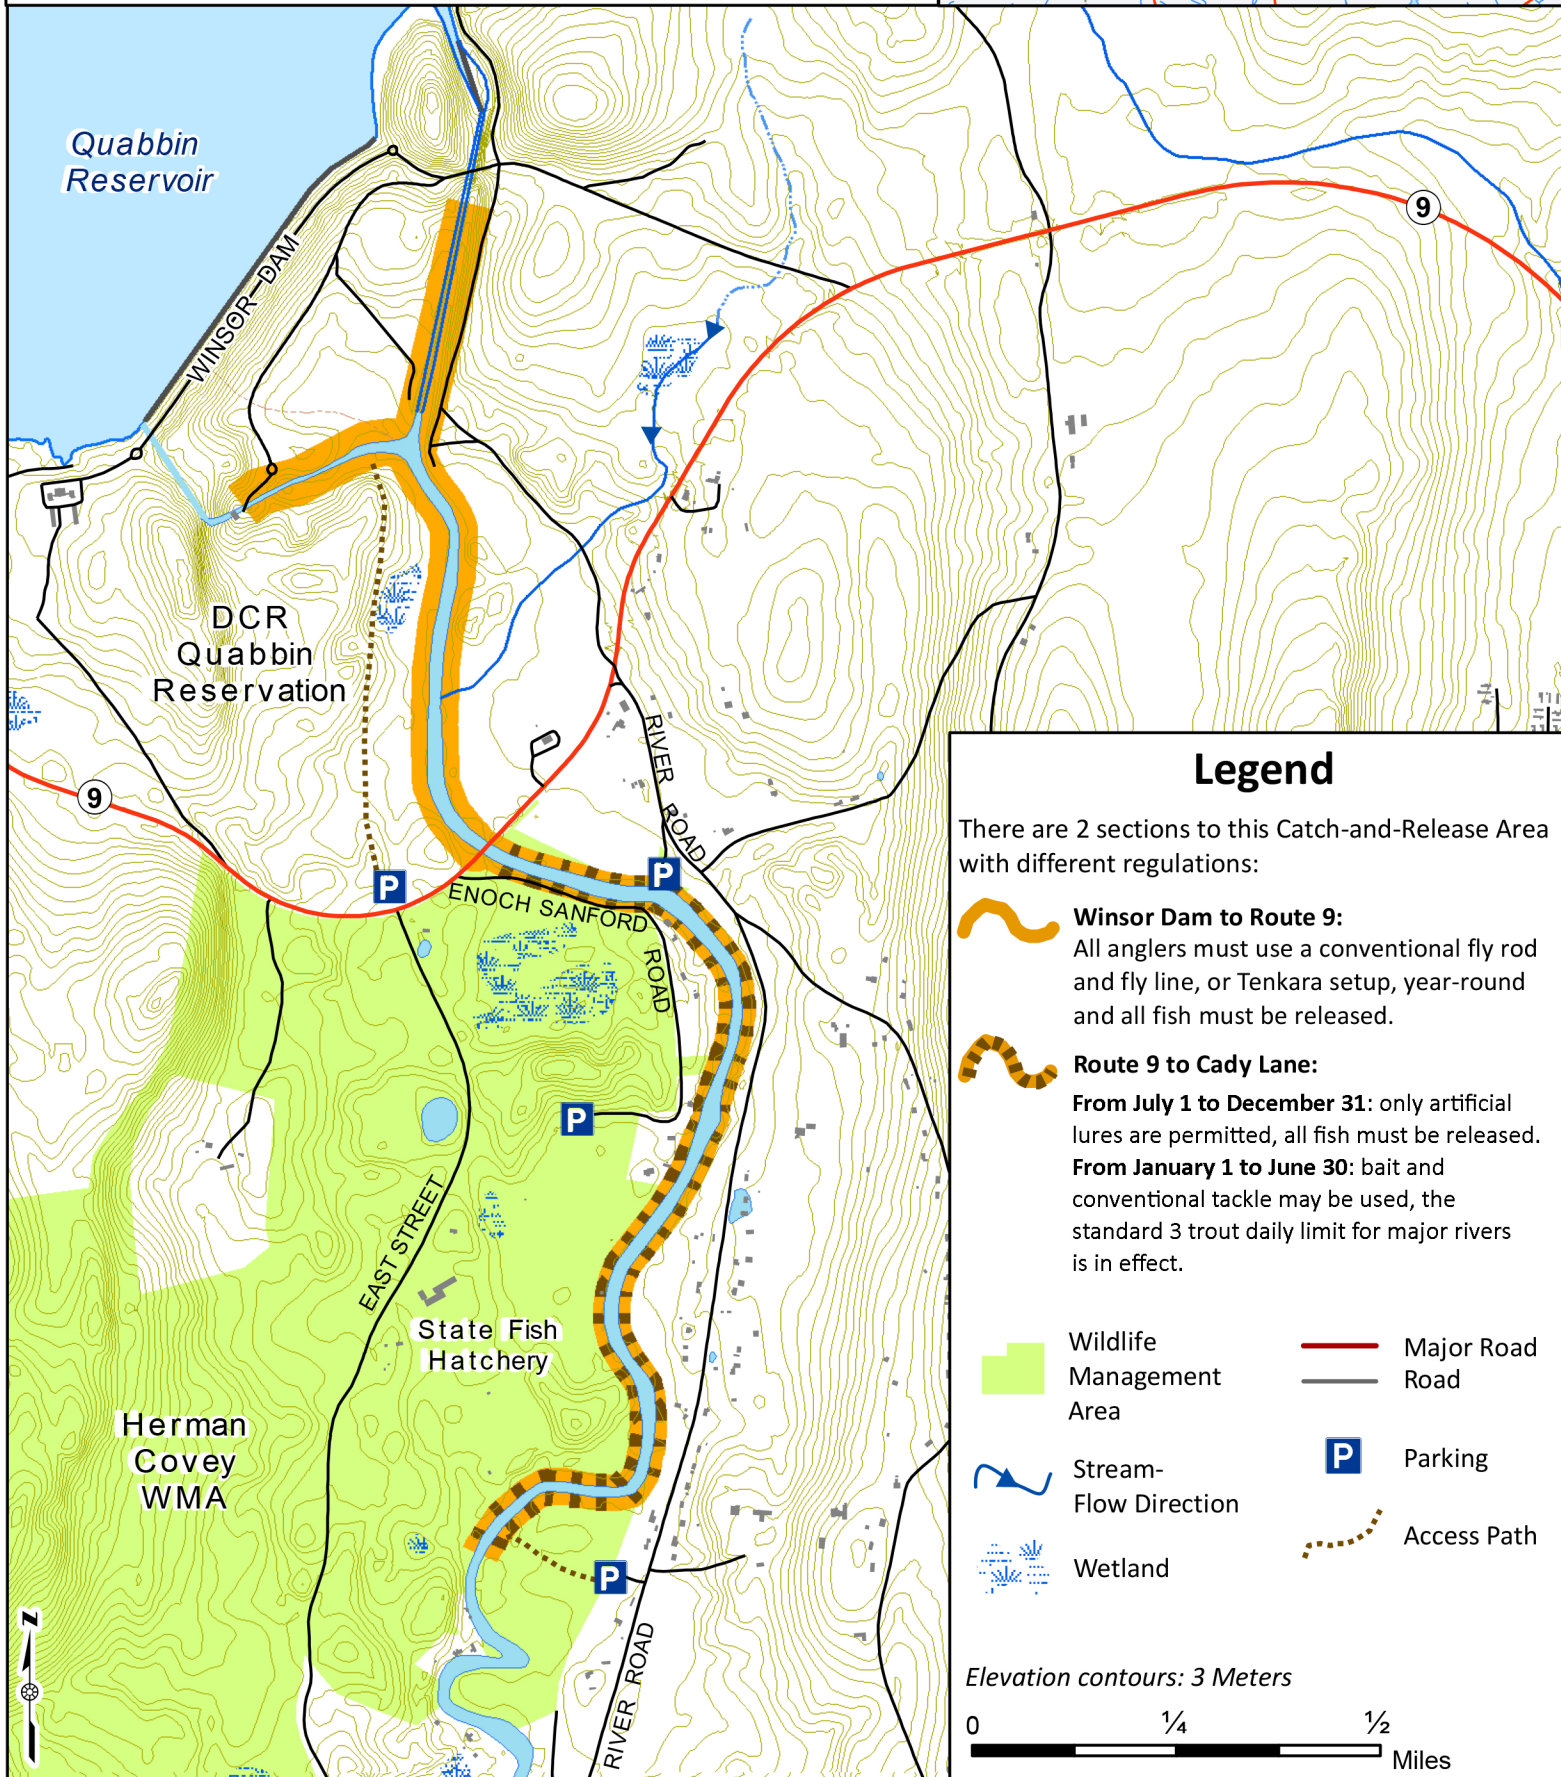 Quabbin
Reservoir
WINSOR DAM
9
DCR
Quabbin
Reservation
RIVER ROAD
9
P
P
ENOCH SANFORD ROAD
P
EAST STREET
State Fish
Hatchery
Herman
Covey
WMA
P
RIVER ROAD
N
Legend
There are 2 sections to this Catch-and-Release Area
with different regulations:
Winsor Dam to Route 9:
All anglers must use a conventional fly rod
and fly line, or Tenkara setup, year-round
and all fish must be released.
Route 9 to Cady Lane:
From July 1 to December 31: only artificial
lures are permitted, all fish must be released.
From January 1 to June 30: bait and
conventional tackle may be used, the
standard 3 trout daily limit for major rivers
is in effect.
Wildlife
Management
Area
Major Road
Road
Stream-
Flow Direction
P
Parking
Wetland
Access Path
Elevation contours: 3 Meters
0 ¼ ½
Miles